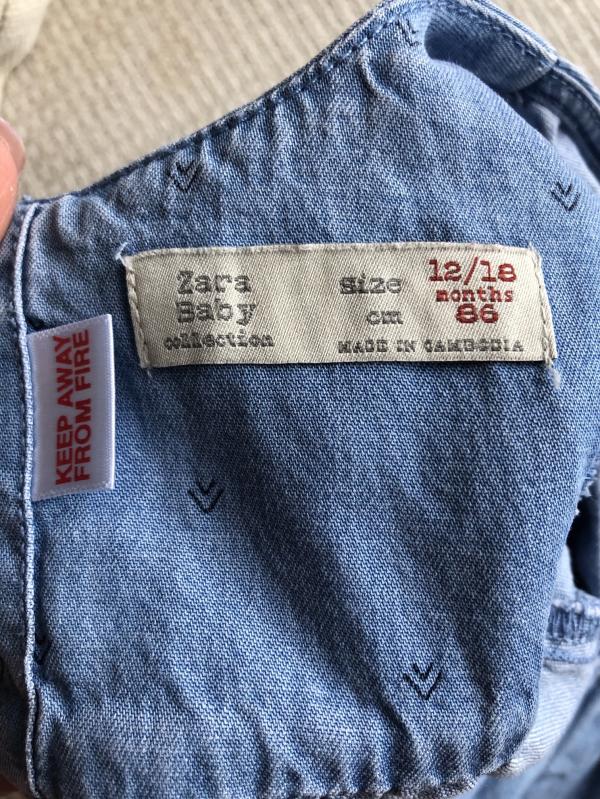 Zara
Baby
collection
Size
cm
12/18
months
86
MADE IN CAMBODIA
KEEP AWAY
FROM FIRE